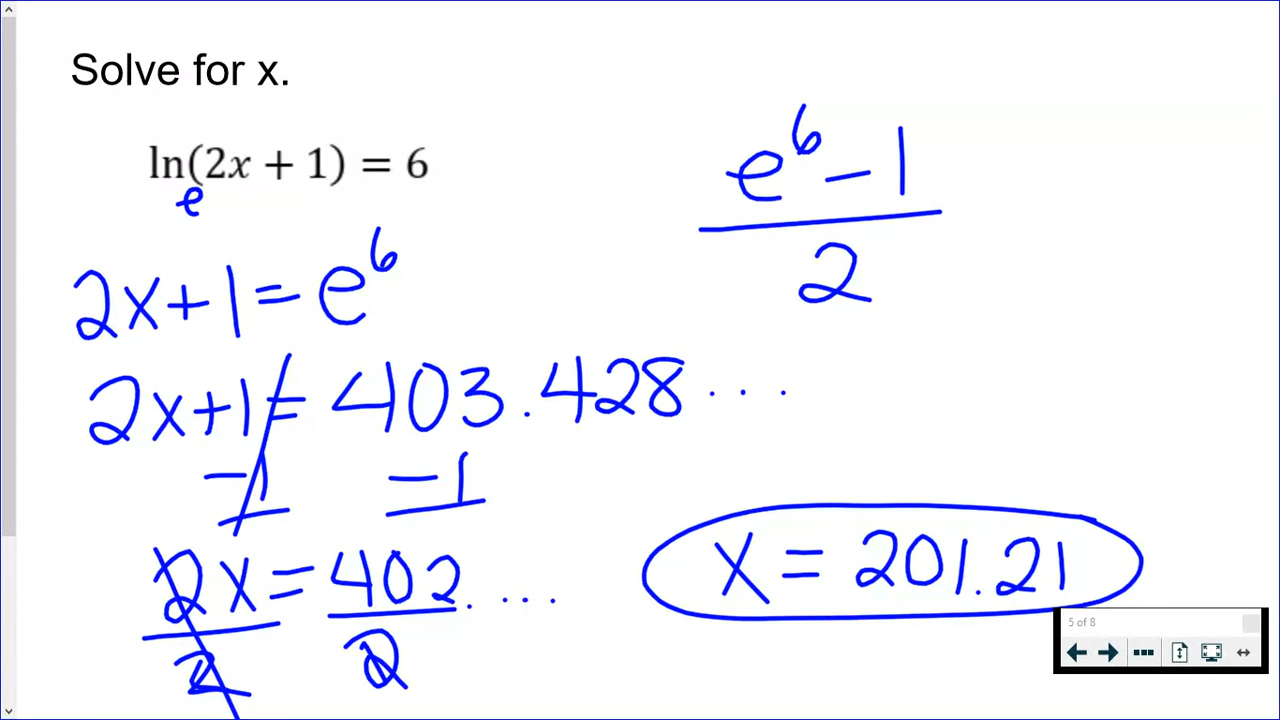 Solve for x.
ln(2x + 1) = 6
e
2x+1 = e^6
2x+1 = 403.428...
-1 -1
2x = 402....
2 2
e^6 - 1
2
x = 201.21
5 of 8